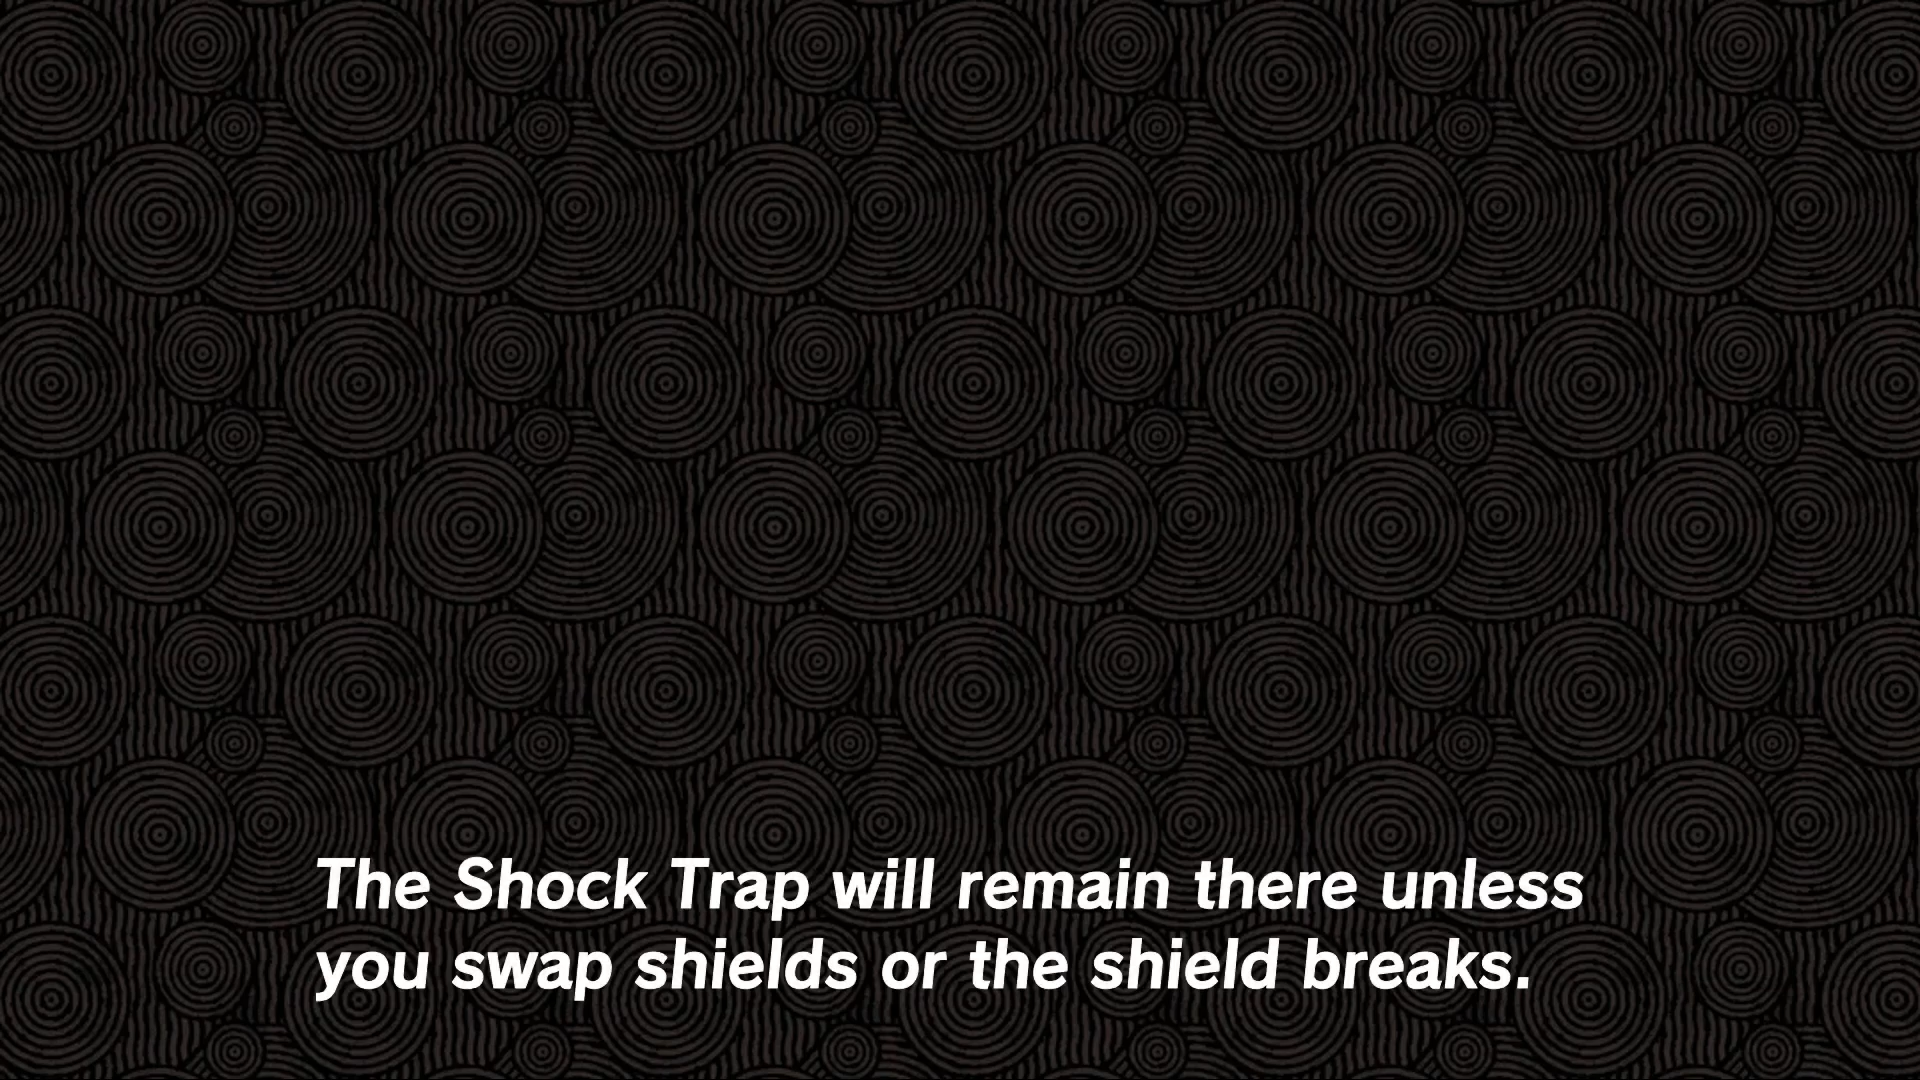 The Shock Trap will remain there unless
you swap shields or the shield breaks.